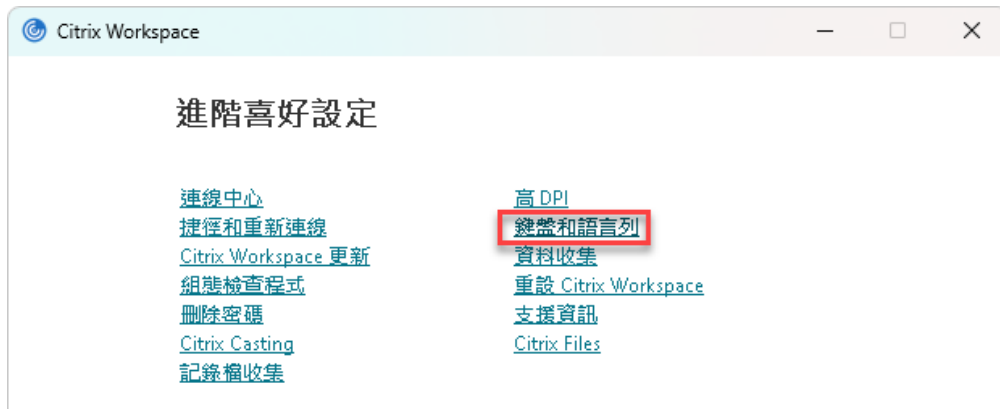 Citrix Workspace
進階喜好設定
連線中心
捷徑和重新連線
Citrix Workspace 更新
組態檢查程式
刪除密碼
Citrix Casting
記錄檔收集
高 DPI
鍵盤和語言列
資料收集
重設 Citrix Workspace
支援資訊
Citrix Files